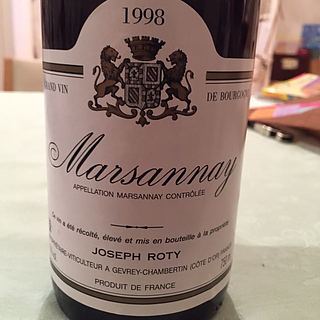 1998
GRAND VIN
DE BOURGOGNE
Marsannay
APPELLATION MARSANNAY CONTRÔLÉE
Ce vin a été récolté, élevé et mis en bouteille à la propriété
JOSEPH ROTY
VITICULTEUR A GEVREY-CHAMBERTIN (CÔTE D'OR)
PRODUIT DE FRANCE